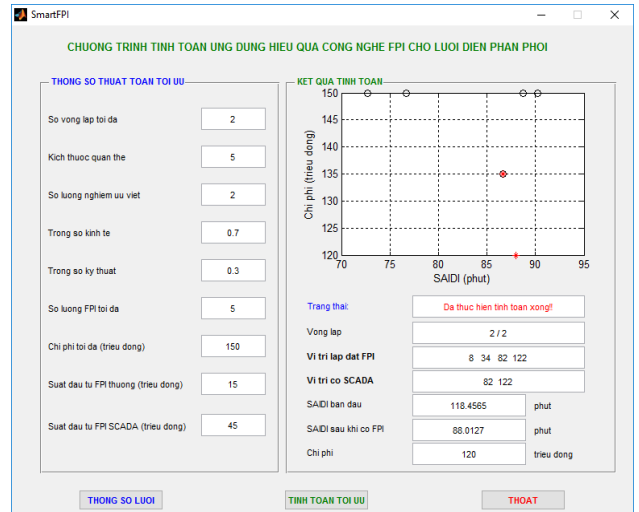 SmartFPI
CHUONG TRINH TINH TOAN UNG DUNG HIEU QUA CONG NGHE FPI CHO LUOI DIEN PHAN PHOI
THONG SO THUAT TOAN TOI UU
So vong lap toi da 2
Kich thuoc quan the 5
So luong nghiem uu viet 2
Trong so kinh te 0.7
Trong so ky thuat 0.3
So luong FPI toi da 5
Chi phi toi da (trieu dong) 150
Suat dau tu FPI thuong (trieu dong) 15
Suat dau tu FPI SCADA (trieu dong) 45
KET QUA TINH TOAN
150
145
140
135
130
125
120
Chi phi (trieu dong)
70 75 80 85 90 95
SAIDI (phut)
Trang thai: Da thuc hien tinh toan xong!!
Vong lap 2 / 2
Vi tri lap dat FPI 8 34 82 122
Vi tri co SCADA 82 122
SAIDI ban dau 118.4565 phut
SAIDI sau khi co FPI 88.0127 phut
Chi phi 120 trieu dong
THONG SO LUOI TINH TOAN TOI UU THOAT